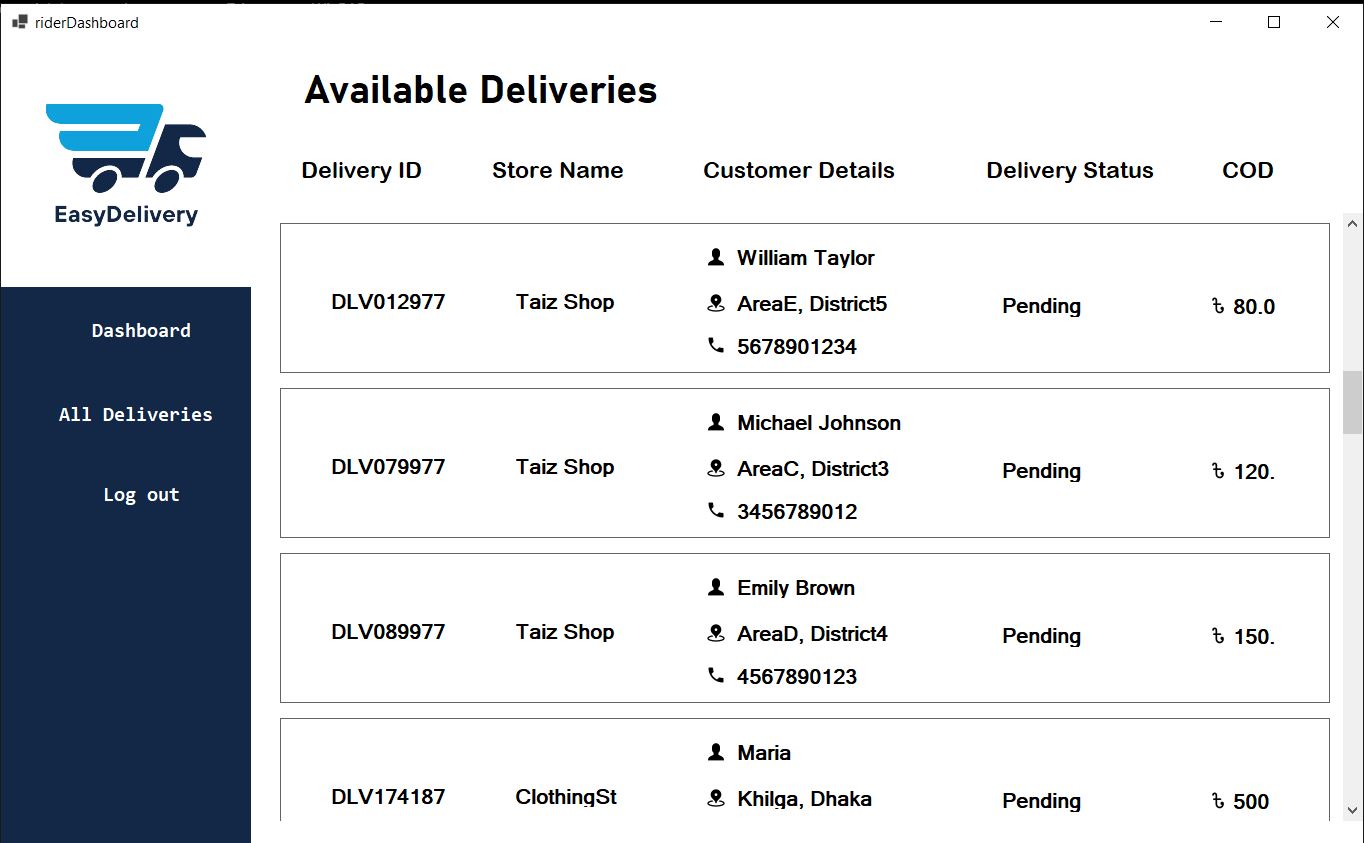 riderDashboard
EasyDelivery
Dashboard
All Deliveries
Log out
Available Deliveries
Delivery ID Store Name Customer Details Delivery Status COD
William Taylor
DLV012977 Taiz Shop AreaE, District5 Pending ৳ 80.0
5678901234
Michael Johnson
DLV079977 Taiz Shop AreaC, District3 Pending ৳ 120.
3456789012
Emily Brown
DLV089977 Taiz Shop AreaD, District4 Pending ৳ 150.
4567890123
Maria
DLV174187 ClothingSt Khilga, Dhaka Pending ৳ 500